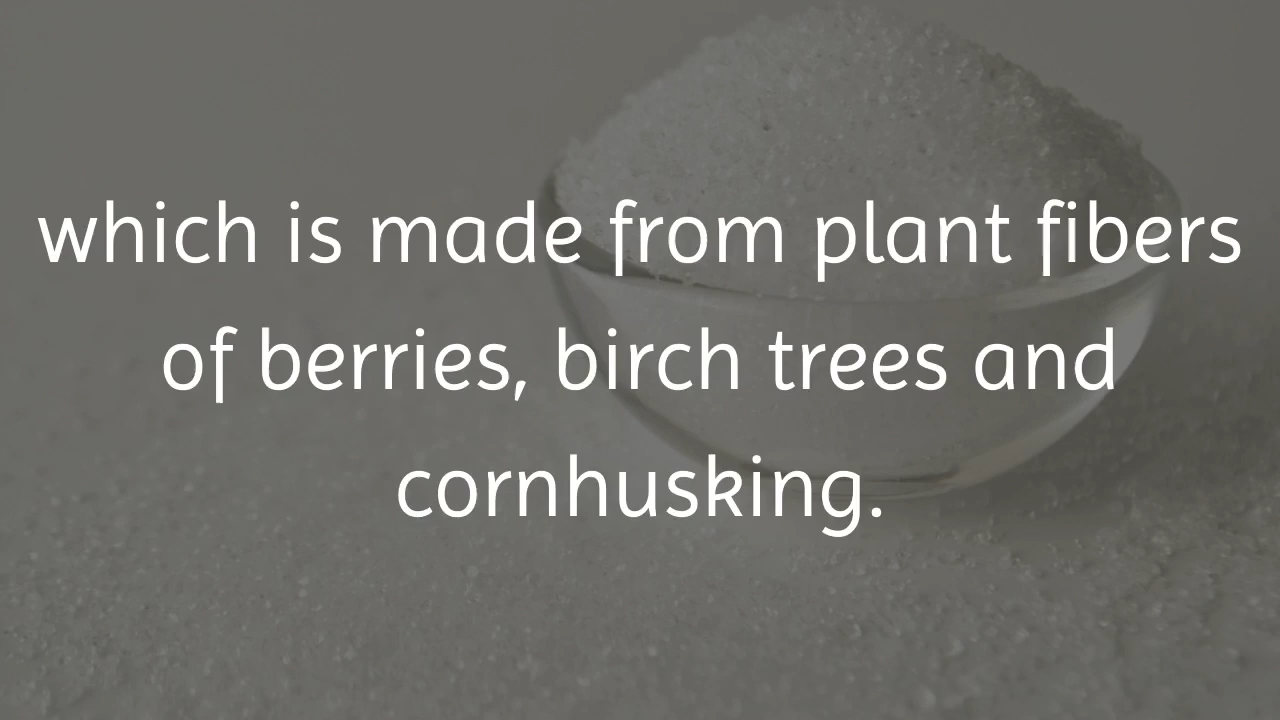 which is made from plant fibers
of berries, birch trees and
cornhusking.